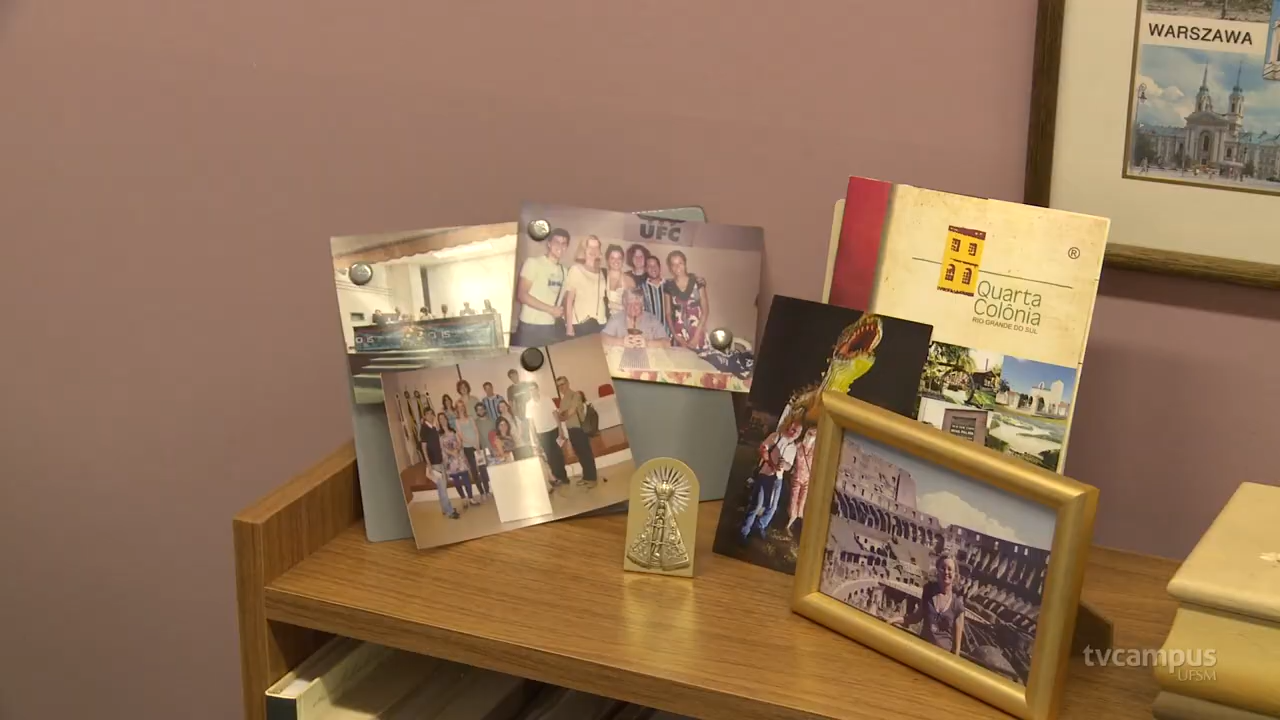 WARSZAWA
UFC
®
Quarta
Colônia
RIO GRANDE DO SUL
tvcampus
UFSM